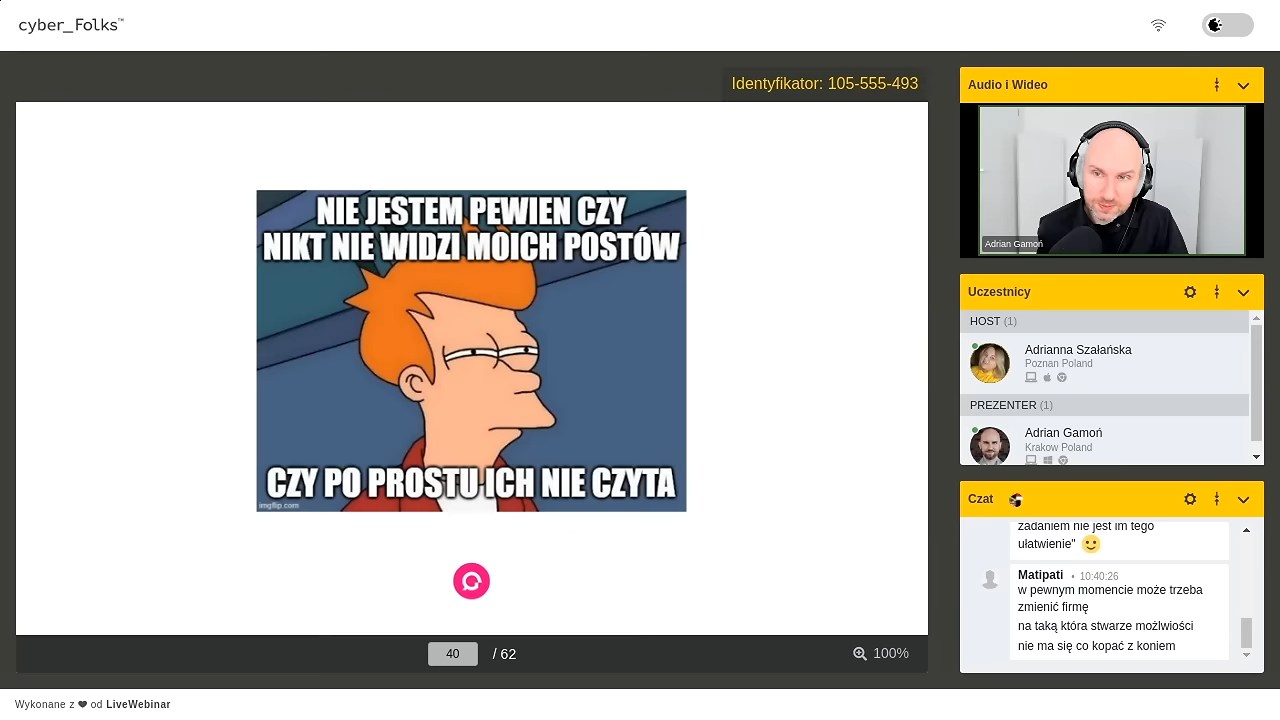 cyber_Folks™
Identyfikator: 105-555-493
NIE JESTEM PEWIEN CZY
NIKT NIE WIDZI MOICH POSTÓW
CZY PO PROSTU ICH NIE CZYTA
imgflip.com
40 / 62
100%
Audio i Wideo
Adrian Gamoń
Uczestnicy
HOST (1)
Adrianna Szałańska
Poznan Poland
PREZENTER (1)
Adrian Gamoń
Krakow Poland
Czat
zadaniem nie jest im tego
ułatwienie"
Matipati • 10:40:26
w pewnym momencie może trzeba
zmienić firmę
na taką która stwarze możlwiości
nie ma się co kopać z koniem
Wykonane z ❤ od LiveWebinar